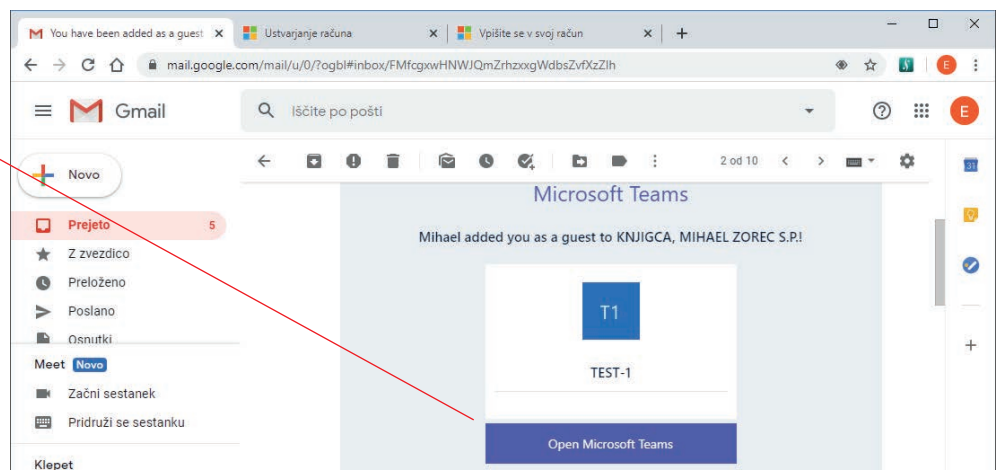 You have been added as a guest
Ustvarjanje računa
Vpišite se v svoj račun
mail.google.com/mail/u/0/?ogbl#inbox/FMfcgxwHNWJQmZrhzxxgWdbsZvfXzZlh
E
Gmail
Iščite po pošti
E
Novo
2 od 10
31
Prejeto 5
Z zvezdico
Preloženo
Poslano
Osnutki
Meet Novo
Začni sestanek
Pridruži se sestanku
Klepet
Microsoft Teams
Mihael added you as a guest to KNJIGCA, MIHAEL ZOREC S.P.!
T1
TEST-1
Open Microsoft Teams